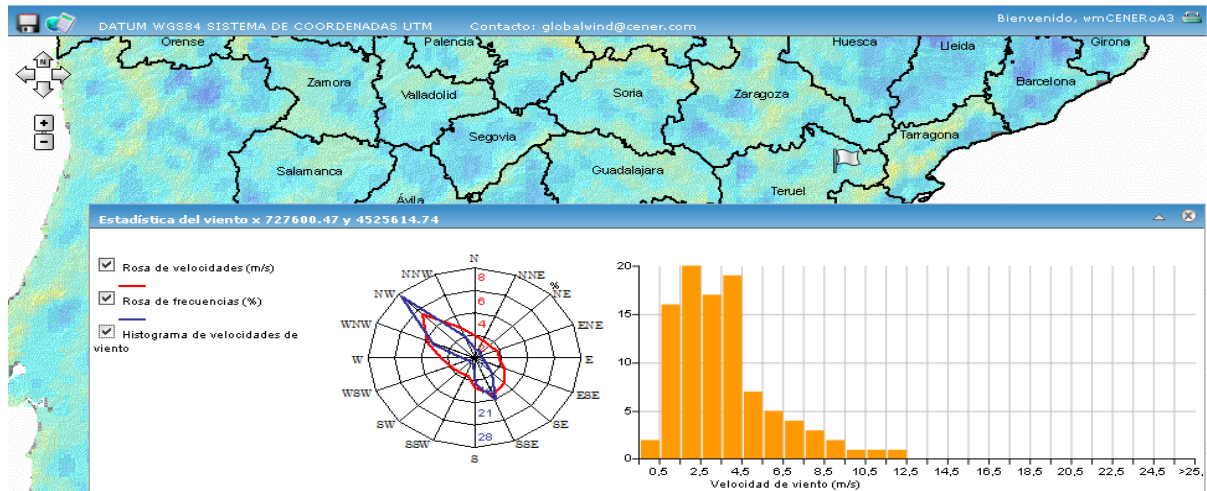 DATUM WGS84 SISTEMA DE COORDENADAS UTM Contacto: globalwind@cener.com Bienvenido, wmCENERoA3
Orense Palencia Huesca Lleida Girona
N
Zamora Valladolid Soria Zaragoza Barcelona
+
-
Segovia Tarragona
Salamanca Guadalajara
Ávila Teruel
Estadística del viento x 727600.47 y 4525614.74
Rosa de velocidades (m/s)
Rosa de frecuencias (%)
Histograma de velocidades de
viento
N
NNW 8 NNE
NW % NE
6
WNW 4 ENE
W E
WSW ESE
SW 21 SE
SSW 28 SSE
S
20
15
10
5
0
0,5 2,5 4,5 6,5 8,5 10,5 12,5 14,5 16,5 18,5 20,5 22,5 24,5 >25,
Velocidad de viento (m/s)